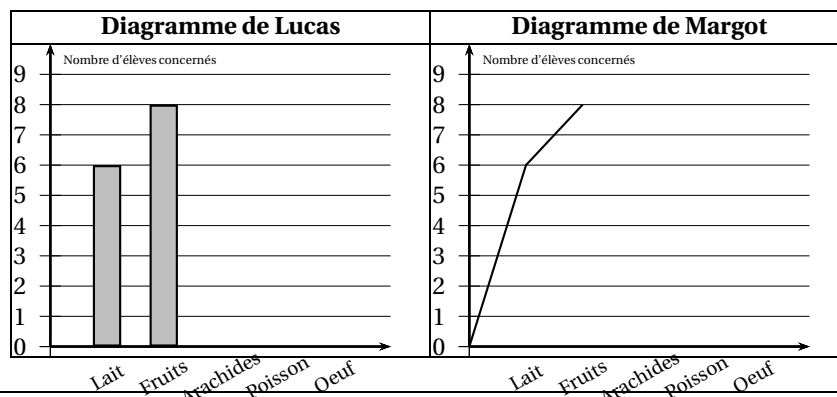 Diagramme de Lucas
Nombre d'élèves concernés
9
8
7
6
5
4
3
2
1
0
Lait
Fruits
Arachides
Poisson
Oeuf
Diagramme de Margot
Nombre d'élèves concernés
9
8
7
6
5
4
3
2
1
0
Lait
Fruits
Arachides
Poisson
Oeuf